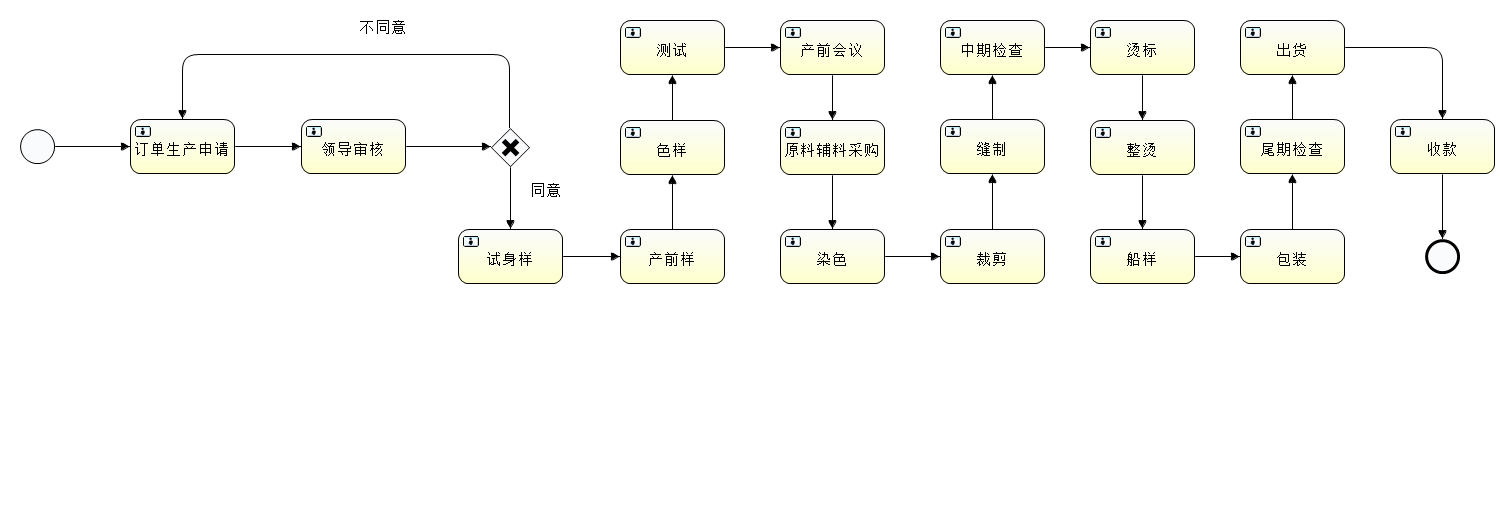 不同意
订单生产申请
领导审核
同意
试身样
产前样
色样
测试
产前会议
原料辅料采购
染色
裁剪
缝制
中期检查
烫标
整烫
船样
包装
尾期检查
出货
收款